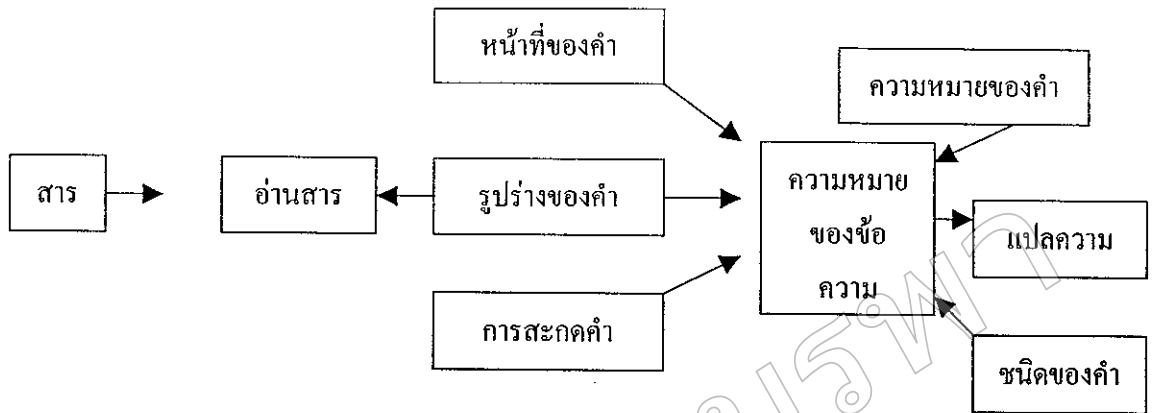 หน้าที่ของคำ
ความหมายของคำ
สาร
อ่านสาร
รูปร่างของคำ
ความหมาย
ของข้อ
ความ
แปลความ
การสะกดคำ
ชนิดของคำ